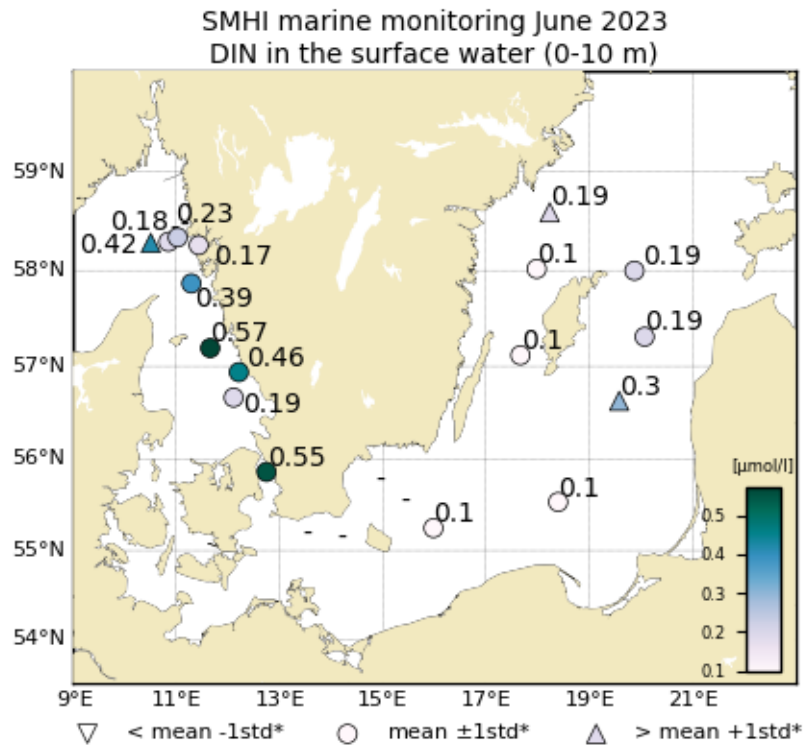 SMHI marine monitoring June 2023
DIN in the surface water (0-10 m)
59°N
58°N
57°N
56°N
55°N
54°N
0.18
0.23
0.42
0.17
0.39
0.57
0.46
0.19
0.55
0.19
0.1
0.19
0.1
0.19
0.3
0.1
0.1
[µmol/l]
0.5
0.4
0.3
0.2
0.1
9°E 11°E 13°E 15°E 17°E 19°E 21°E
< mean -1std* mean ±1std* > mean +1std*